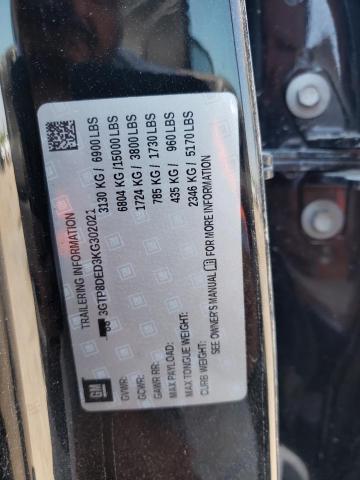 GM
TRAILERING INFORMATION
3GTP8DED3KG302021
GVWR: 3130 KG / 6900 LBS
GCWR: 6804 KG / 15000 LBS
GAWR RR: 1724 KG / 3800 LBS
MAX PAYLOAD: 785 KG / 1730 LBS
MAX TONGUE WEIGHT: 435 KG / 960 LBS
CURB WEIGHT: 2346 KG / 5170 LBS
SEE OWNER'S MANUAL FOR MORE INFORMATION